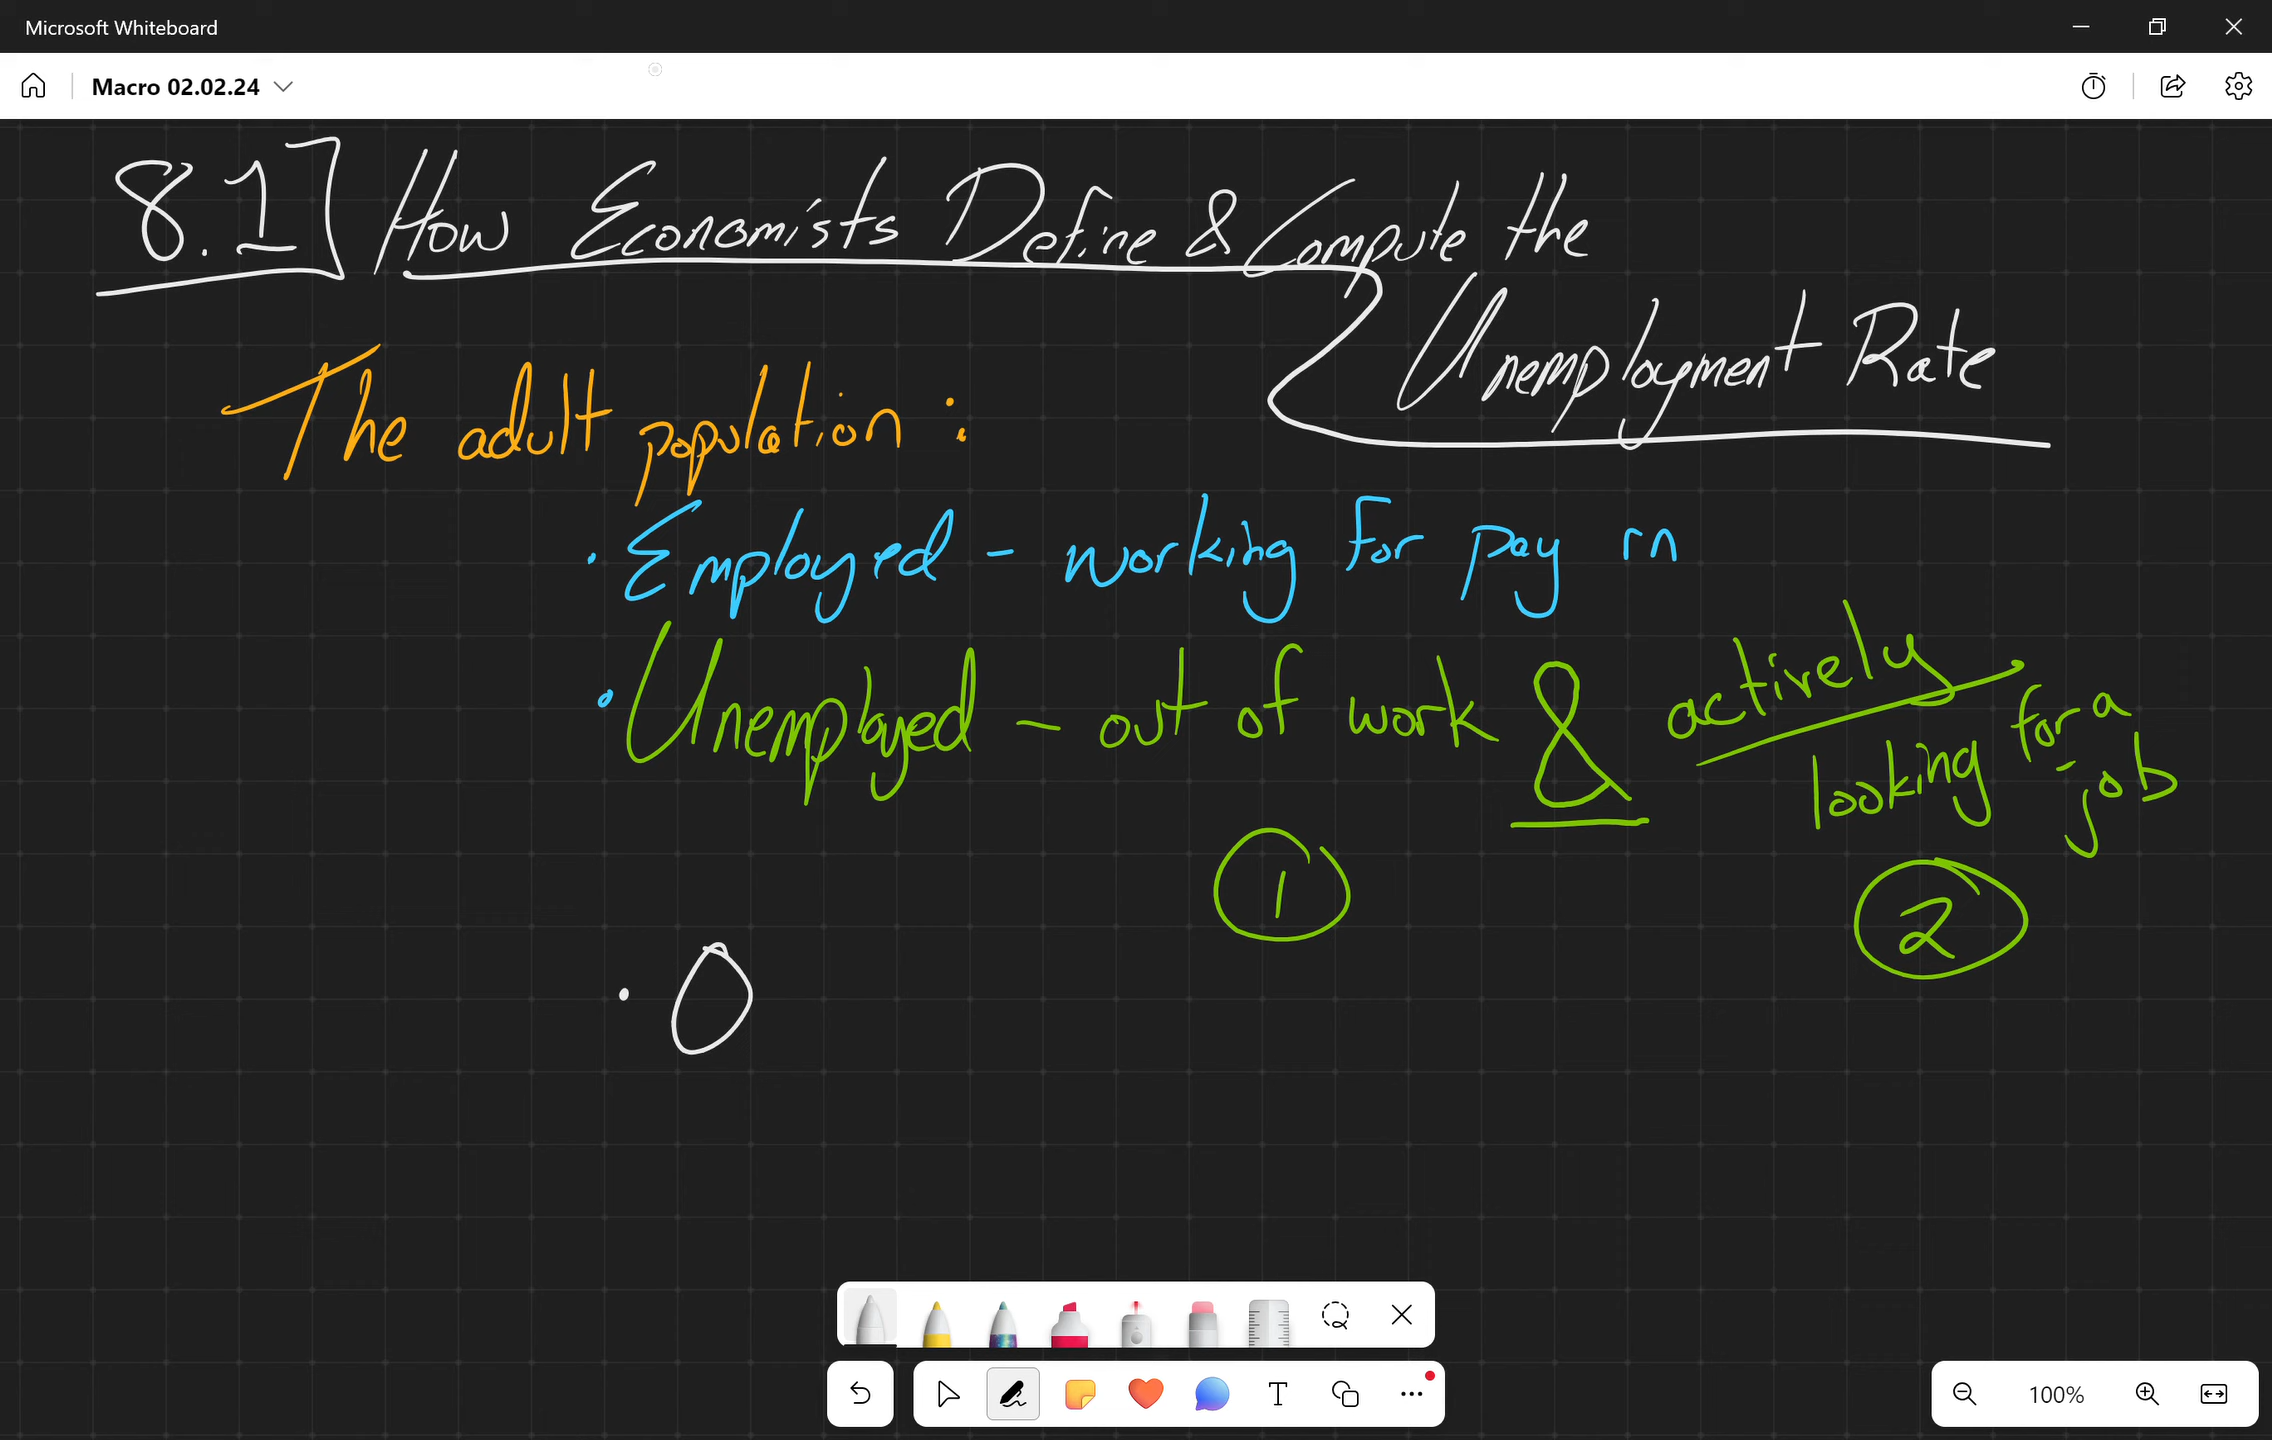 Microsoft Whiteboard
Macro 02.02.24
8.1] How Economists Define & Compute the
Unemployment Rate
The adult population:
· Employed - working for pay rn
· Unemployed - out of work & actively
looking for a
job
1
2
· O
T
100%